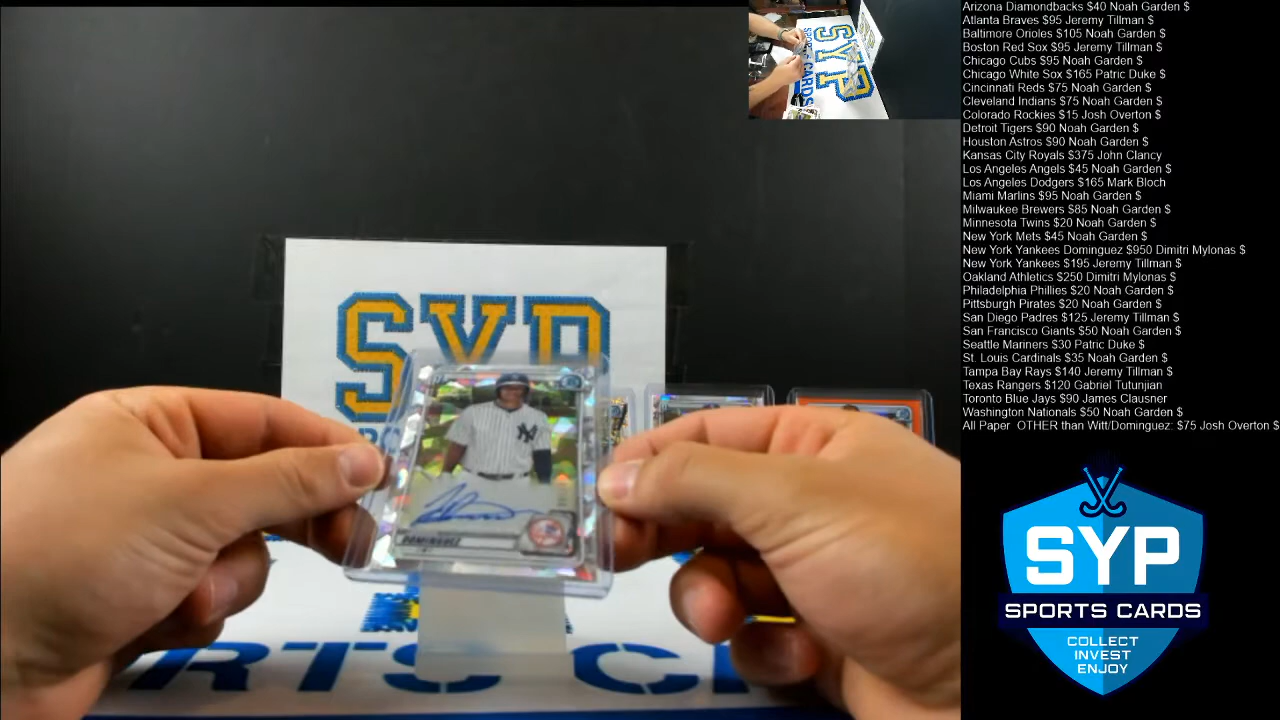 Arizona Diamondbacks $40 Noah Garden $
Atlanta Braves $95 Jeremy Tillman $
Baltimore Orioles $105 Noah Garden $
Boston Red Sox $95 Jeremy Tillman $
Chicago Cubs $95 Noah Garden $
Chicago White Sox $165 Patric Duke $
Cincinnati Reds $75 Noah Garden $
Cleveland Indians $75 Noah Garden $
Colorado Rockies $15 Josh Overton $
Detroit Tigers $90 Noah Garden $
Houston Astros $90 Noah Garden $
Kansas City Royals $375 John Clancy
Los Angeles Angels $45 Noah Garden $
Los Angeles Dodgers $165 Mark Bloch
Miami Marlins $95 Noah Garden $
Milwaukee Brewers $85 Noah Garden $
Minnesota Twins $20 Noah Garden $
New York Mets $45 Noah Garden $
New York Yankees Dominguez $950 Dimitri Mylonas $
New York Yankees $195 Jeremy Tillman $
Oakland Athletics $250 Dimitri Mylonas $
Philadelphia Phillies $20 Noah Garden $
Pittsburgh Pirates $20 Noah Garden $
San Diego Padres $125 Jeremy Tillman $
San Francisco Giants $50 Noah Garden $
Seattle Mariners $30 Patric Duke $
St. Louis Cardinals $35 Noah Garden $
Tampa Bay Rays $140 Jeremy Tillman $
Texas Rangers $120 Gabriel Tutunjian
Toronto Blue Jays $90 James Clausner
Washington Nationals $50 Noah Garden $
All Paper OTHER than Witt/Dominguez: $75 Josh Overton $
SYP
SPORTS CARDS
COLLECT
INVEST
ENJOY
SYP
SPORTS CARDS
SYP
NY
DOMINGUEZ
RTS C